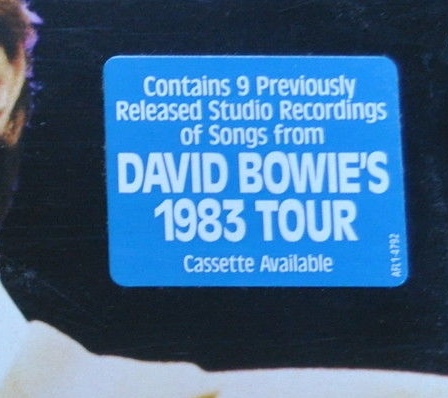 Contains 9 Previously
Released Studio Recordings
of Songs from
DAVID BOWIE'S
1983 TOUR
Cassette Available
AFL1-4792